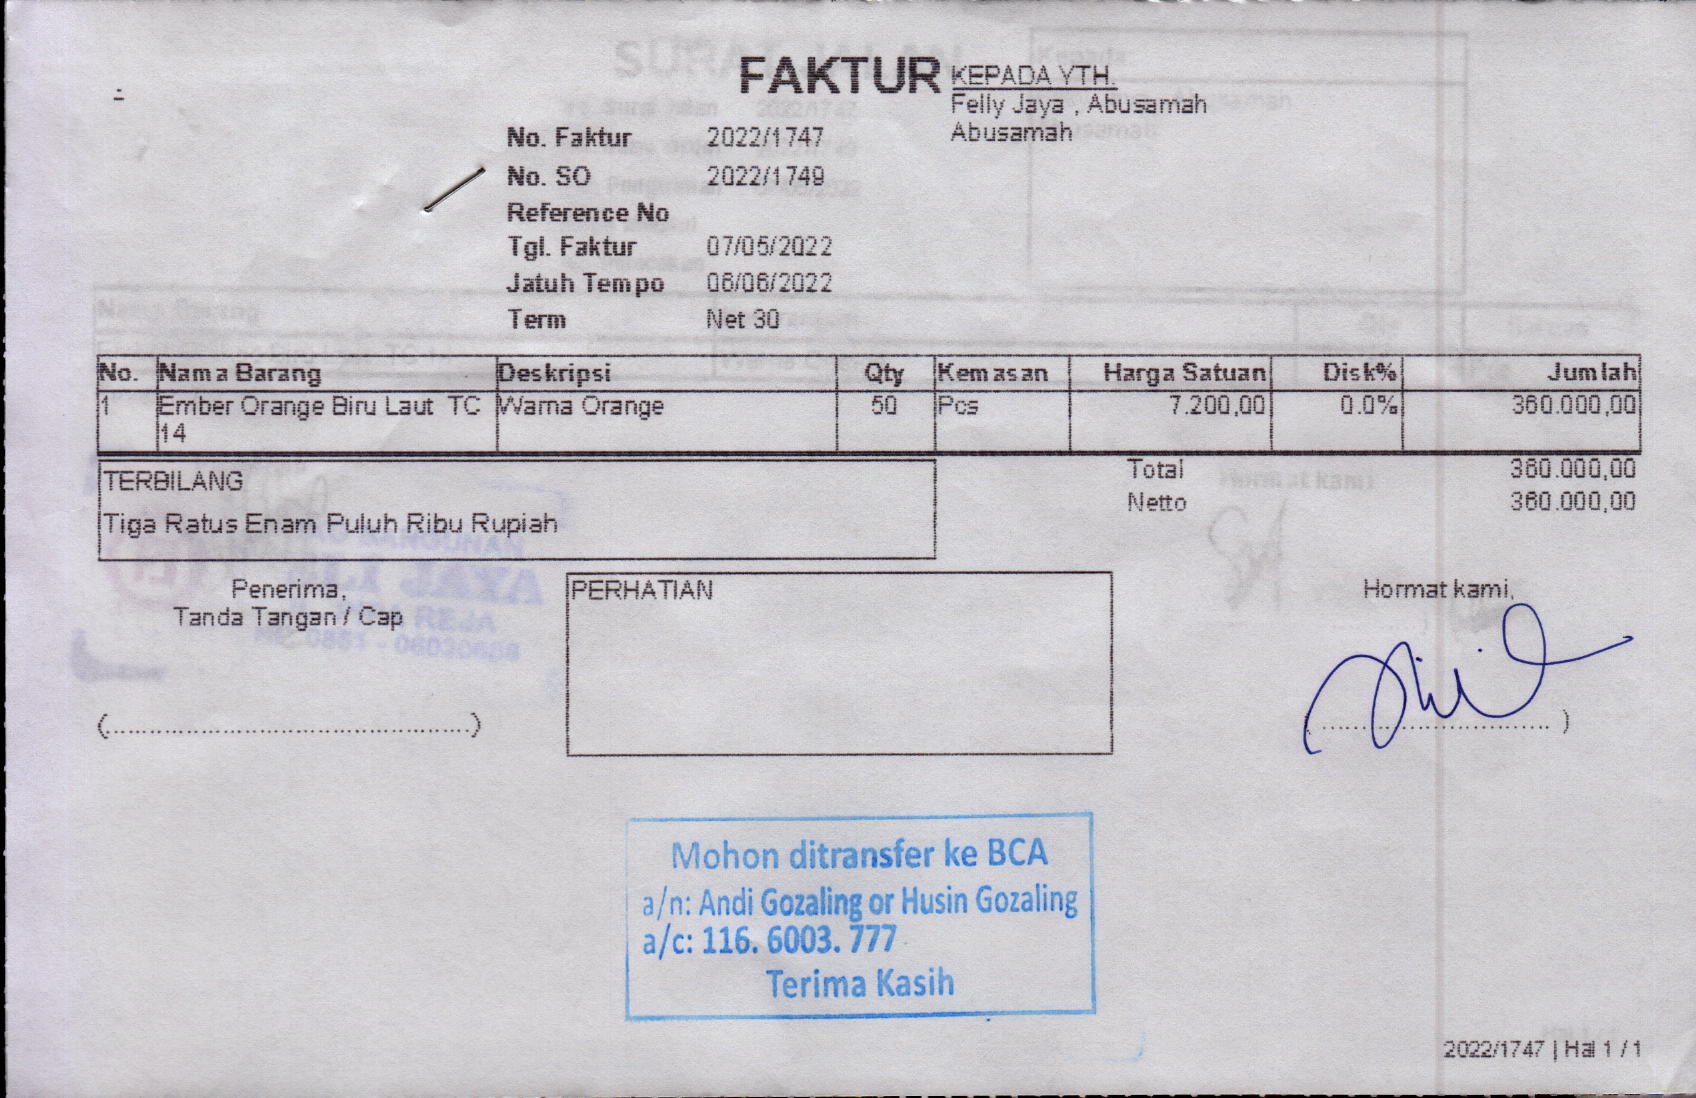 FAKTUR
KEPADA YTH.
Felly Jaya , Abusamah
Abusamah
No. Faktur 2022/1747
No. SO 2022/1749
Reference No
Tgl. Faktur 07/05/2022
Jatuh Tempo 06/06/2022
Term Net 30
No. Nama Barang Deskripsi Qty Kemasan Harga Satuan Disk% Jumlah
1 Ember Orange Biru Laut TC Warna Orange 50 Pcs 7.200,00 0.0% 360.000,00
14
TERBILANG
Tiga Ratus Enam Puluh Ribu Rupiah
Total 360.000,00
Netto 360.000,00
Penerima,
Tanda Tangan / Cap
(................................................)
PERHATIAN
Hormat kami,
Mohon ditransfer ke BCA
a/n: Andi Gozaling or Husin Gozaling
a/c: 116. 6003. 777
Terima Kasih
2022/1747 | Hal 1 / 1